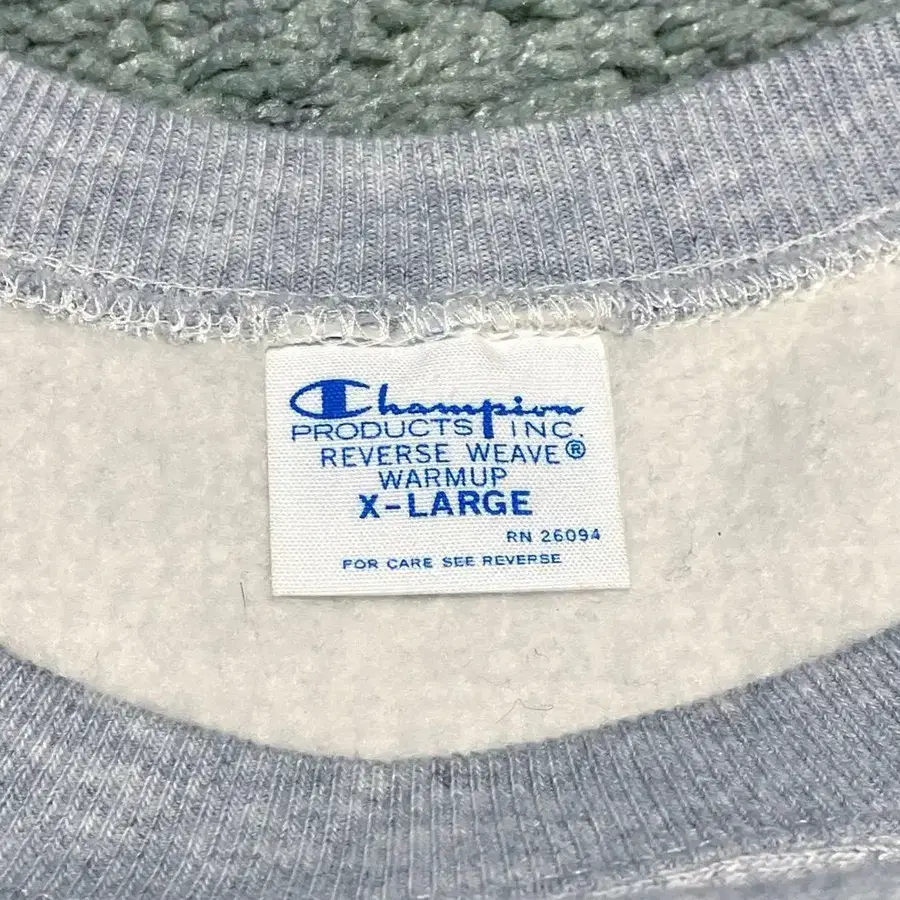 Champion
PRODUCTS INC.
REVERSE WEAVE®
WARMUP
X-LARGE
RN 26094
FOR CARE SEE REVERSE